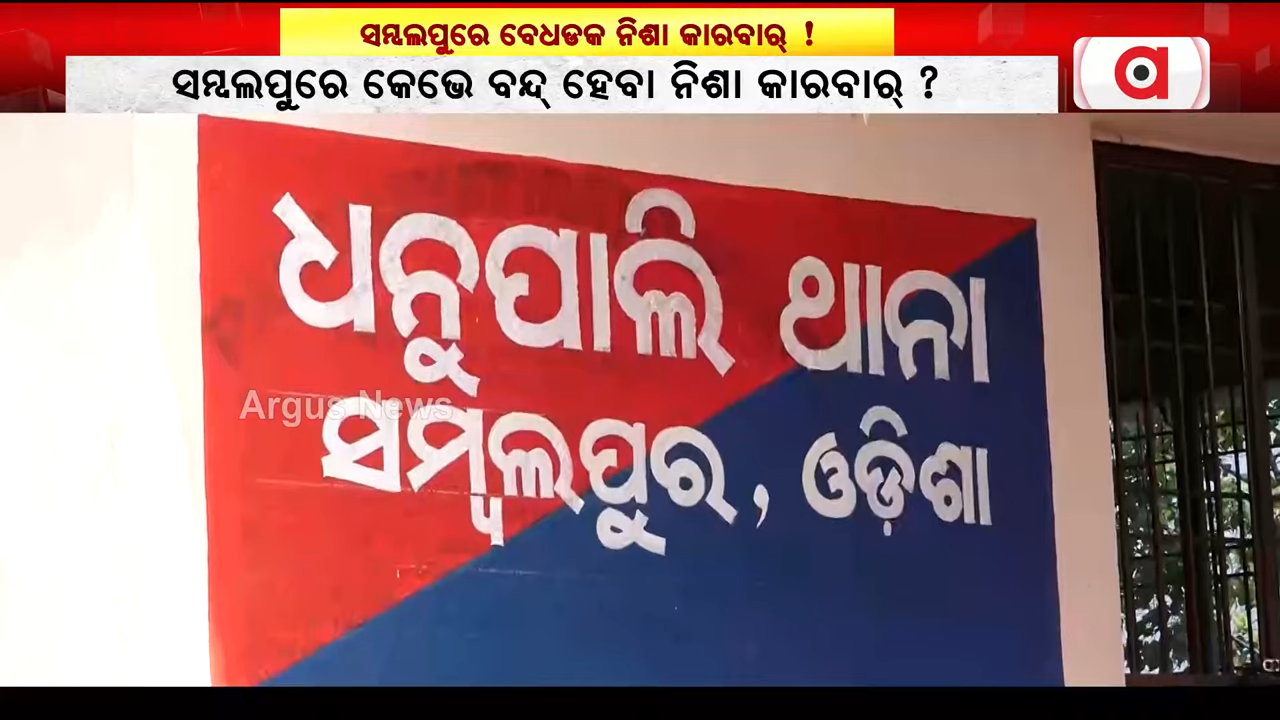 ସମ୍ବଲପୁରେ ବେଧଡକ ନିଶା କାରବାର୍ !
ସମ୍ବଲପୁରେ କେଭେ ବନ୍ଦ୍ ହେବା ନିଶା କାରବାର୍ ?
a
ଧନୁପାଲି ଥାନା
Argus News
ସମ୍ବଲପୁର, ଓଡ଼ିଶା